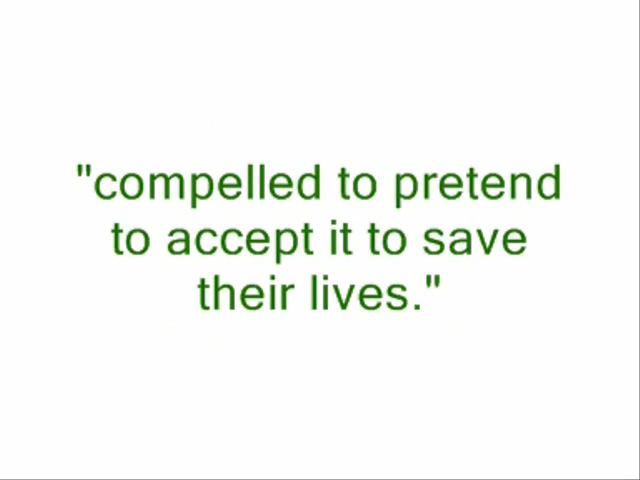 "compelled to pretend
to accept it to save
their lives."